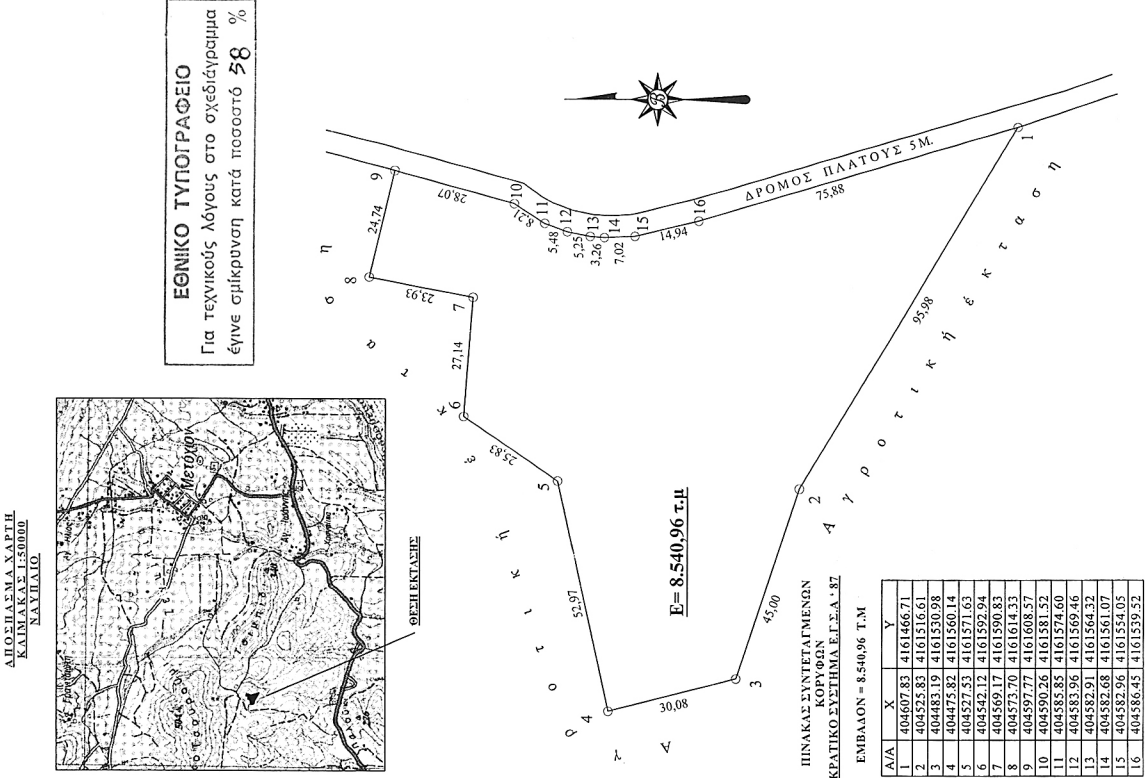 ΑΠΟΣΠΑΣΜΑ ΧΑΡΤΗ
ΚΛΙΜΑΚΑΣ 1:50000
ΝΑΥΠΛΙΟ
Μετόχιον
ΘΕΣΗ ΕΚΤΑΣΗΣ
ΕΘΝΙΚΟ ΤΥΠΟΓΡΑΦΕΙΟ
Για τεχνικούς λόγους στο σχεδιάγραμμα
έγινε σμίκρυνση κατά ποσοστό 58 %
Β
Αγροτική έκταση
Αγροτική έκταση
ΔΡΟΜΟΣ ΠΛΑΤΟΥΣ 5Μ.
Ε= 8.540,96 τ.μ
1
2
3
4
5
6
7
8
9
10
11
12
13
14
15
16
95,98
45,00
30,08
52,97
25,83
27,14
23,93
24,74
28,07
8,21
5,48
5,25
3,26
7,02
14,94
75,88
ΠΙΝΑΚΑΣ ΣΥΝΤΕΤΑΓΜΕΝΩΝ
ΚΟΡΥΦΩΝ
ΚΡΑΤΙΚΟ ΣΥΣΤΗΜΑ Ε.Γ.Σ.Α ' 87
ΕΜΒΑΔΟΝ = 8.540,96 Τ.Μ
Α/Α X Y
1 404607.83 4161466.71
2 404525.83 4161516.61
3 404483.19 4161530.98
4 404475.82 4161560.14
5 404527.53 4161571.63
6 404542.12 4161592.94
7 404569.17 4161590.83
8 404573.70 4161614.33
9 404597.77 4161608.57
10 404590.26 4161581.52
11 404585.85 4161574.60
12 404583.96 4161569.46
13 404582.91 4161564.32
14 404582.68 4161561.07
15 404582.96 4161554.05
16 404586.45 4161539.52